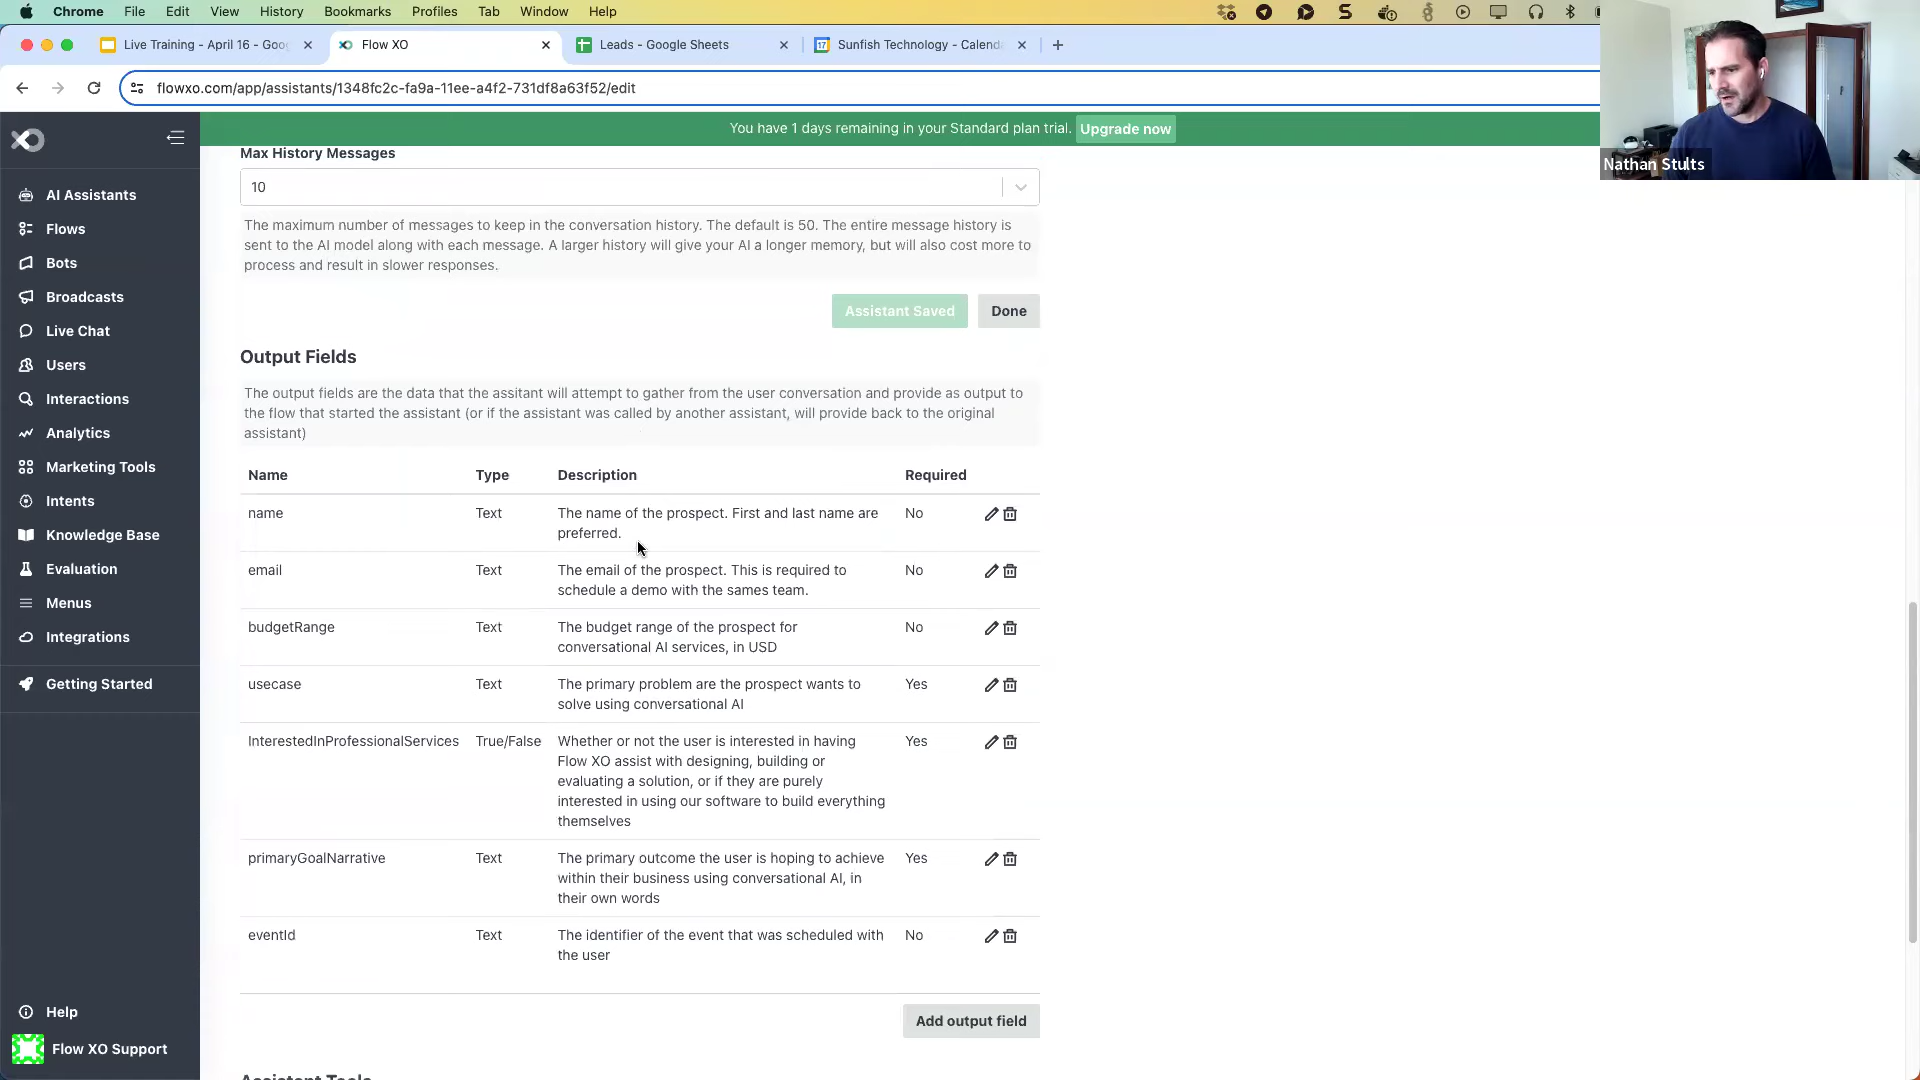 Chrome File Edit View History Bookmarks Profiles Tab Window Help
Live Training - April 16 - Goog
Flow XO
Leads - Google Sheets
Sunfish Technology - Calend
flowxo.com/app/assistants/1348fc2c-fa9a-11ee-a4f2-731df8a63f52/edit
Nathan Stults
XO
You have 1 days remaining in your Standard plan trial. Upgrade now
AI Assistants
Flows
Bots
Broadcasts
Live Chat
Users
Interactions
Analytics
Marketing Tools
Intents
Knowledge Base
Evaluation
Menus
Integrations
Getting Started
Help
Flow XO Support
Max History Messages
10
The maximum number of messages to keep in the conversation history. The default is 50. The entire message history is
sent to the AI model along with each message. A larger history will give your AI a longer memory, but will also cost more to
process and result in slower responses.
Assistant Saved Done
Output Fields
The output fields are the data that the assitant will attempt to gather from the user conversation and provide as output to
the flow that started the assistant (or if the assistant was called by another assistant, will provide back to the original
assistant)
Name Type Description Required
name Text The name of the prospect. First and last name are No
preferred.
email Text The email of the prospect. This is required to No
schedule a demo with the sames team.
budgetRange Text The budget range of the prospect for No
conversational AI services, in USD
usecase Text The primary problem are the prospect wants to Yes
solve using conversational AI
InterestedInProfessionalServices True/False Whether or not the user is interested in having Yes
Flow XO assist with designing, building or
evaluating a solution, or if they are purely
interested in using our software to build everything
themselves
primaryGoalNarrative Text The primary outcome the user is hoping to achieve Yes
within their business using conversational AI, in
their own words
eventId Text The identifier of the event that was scheduled with No
the user
Add output field
Assistant Tools